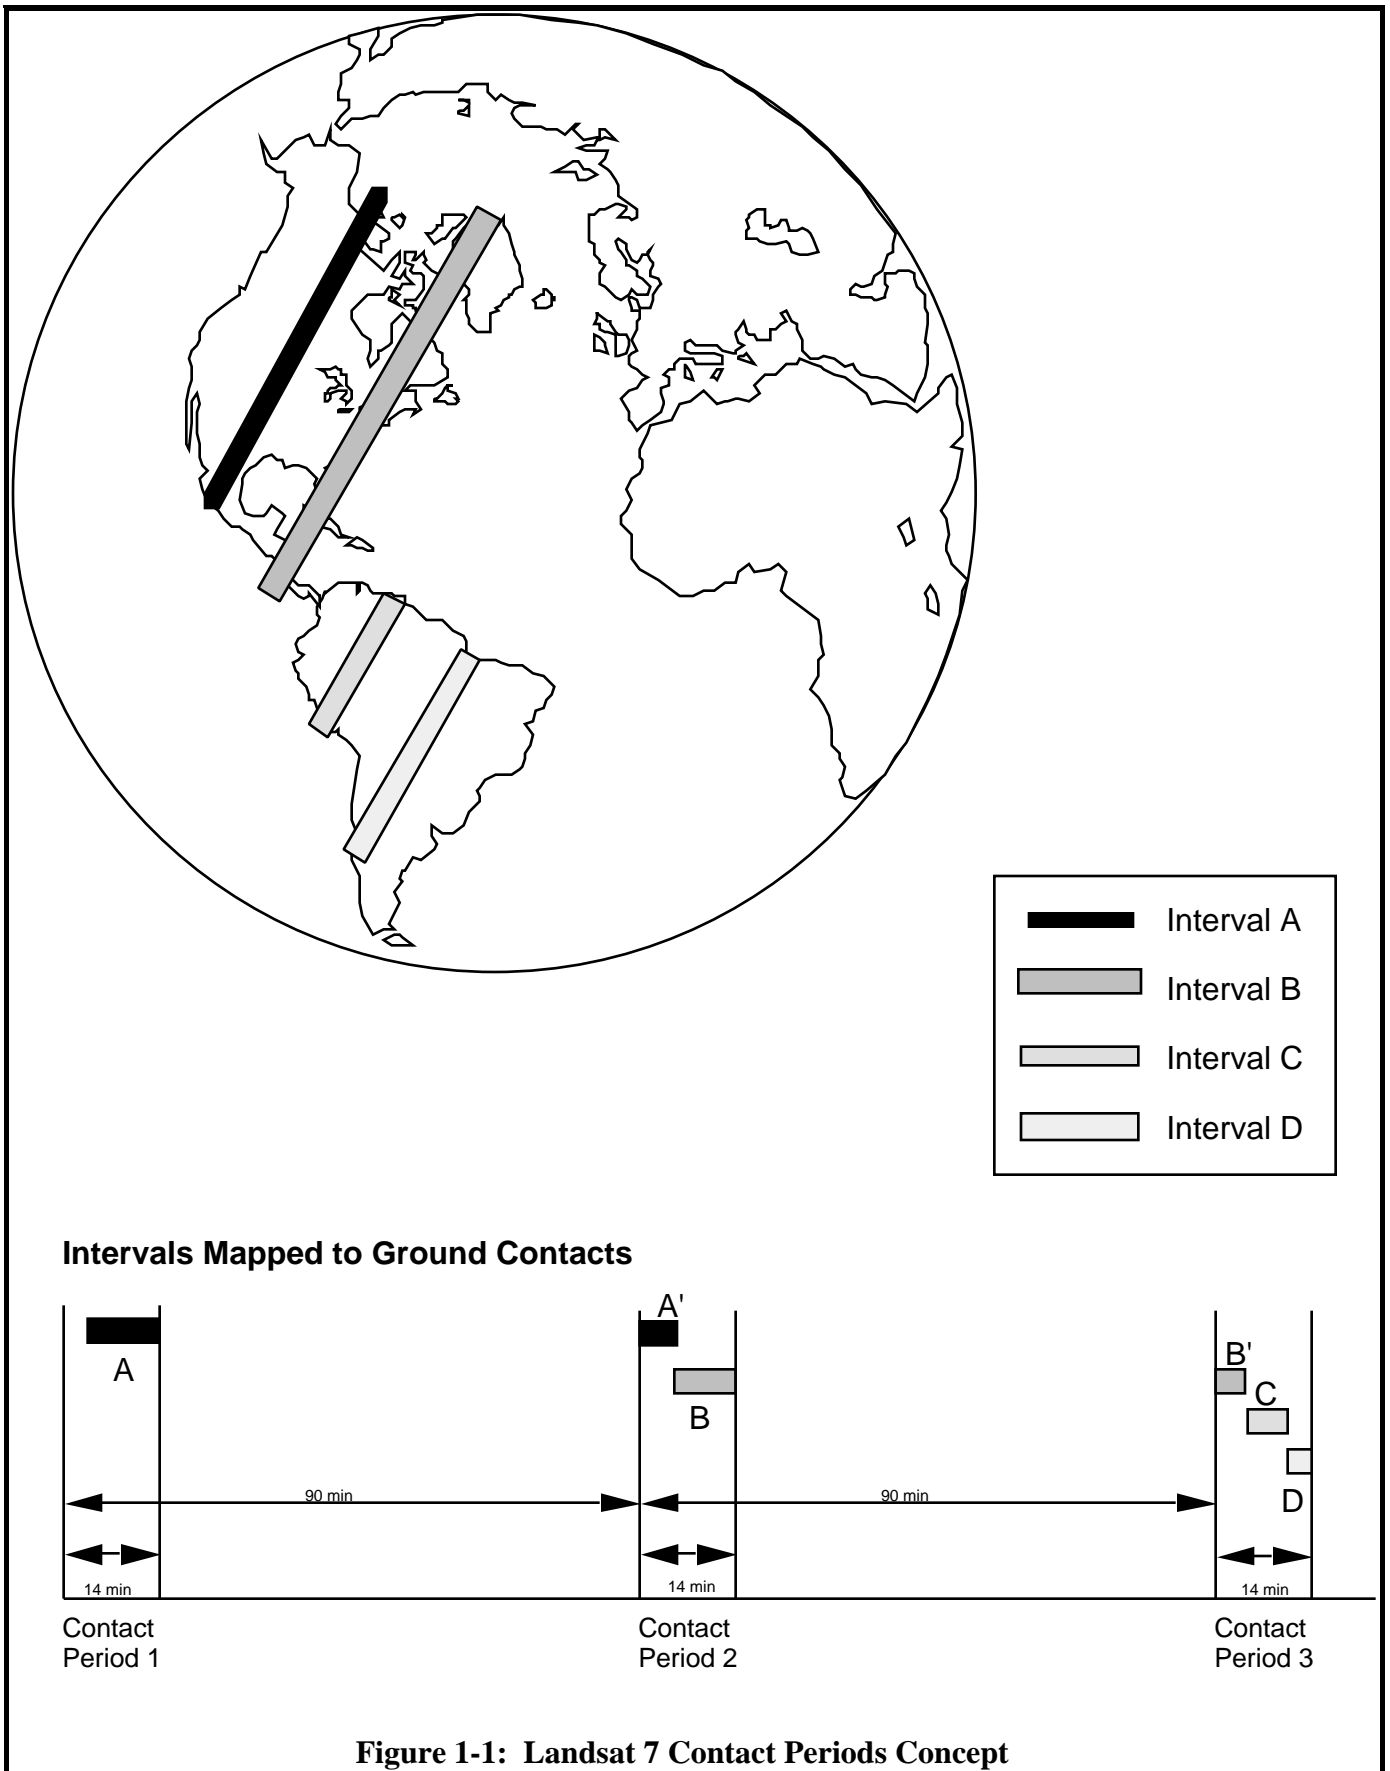 Interval A
Interval B
Interval C
Interval D
Intervals Mapped to Ground Contacts
A
A'
B
B'
C
D
90 min
90 min
14 min
14 min
14 min
Contact
Period 1
Contact
Period 2
Contact
Period 3
Figure 1-1: Landsat 7 Contact Periods Concept